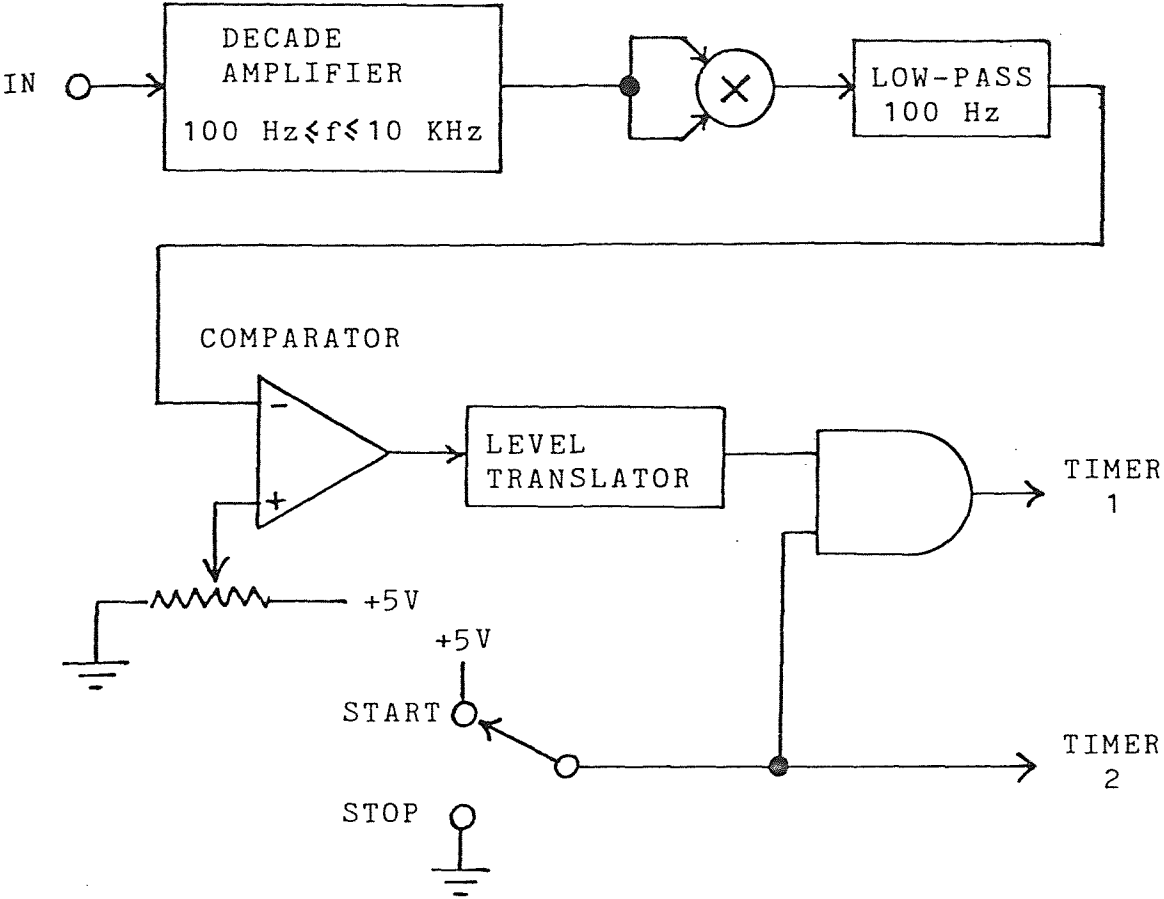 DECADE
AMPLIFIER
100 Hz≤f≤10 KHz
IN
LOW-PASS
100 Hz
COMPARATOR
−
+
LEVEL
TRANSLATOR
TIMER
1
+5V
+5V
START
STOP
TIMER
2